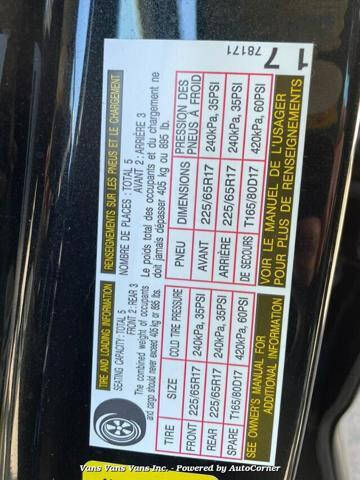 TIRE AND LOADING INFORMATION
SEATING CAPACITY: TOTAL 5
FRONT 2: REAR 3
The combined weight of occupants
and cargo should never exceed 405 kg or 895 lbs.
TIRE SIZE COLD TIRE PRESSURE
FRONT 225/65R17 240kPa, 35PSI
REAR 225/65R17 240kPa, 35PSI
SPARE T165/80D17 420kPa, 60PSI
SEE OWNER'S MANUAL FOR
ADDITIONAL INFORMATION
RENSEIGNEMENTS SUR LES PNEUS ET LE CHARGEMENT
NOMBRE DE PLACES : TOTAL 5
AVANT 2 : ARRIÈRE 3
Le poids total des occupants et du chargement ne
doit jamais dépasser 405 kg ou 895 lb.
PNEU DIMENSIONS PRESSION DES PNEUS À FROID
AVANT 225/65R17 240kPa, 35PSI
ARRIÈRE 225/65R17 240kPa, 35PSI
DE SECOURS T165/80D17 420kPa, 60PSI
VOIR LE MANUEL DE L'USAGER
POUR PLUS DE RENSEIGNEMENTS
1 7
78171
Vans Vans Vans Inc. - Powered by AutoCorner